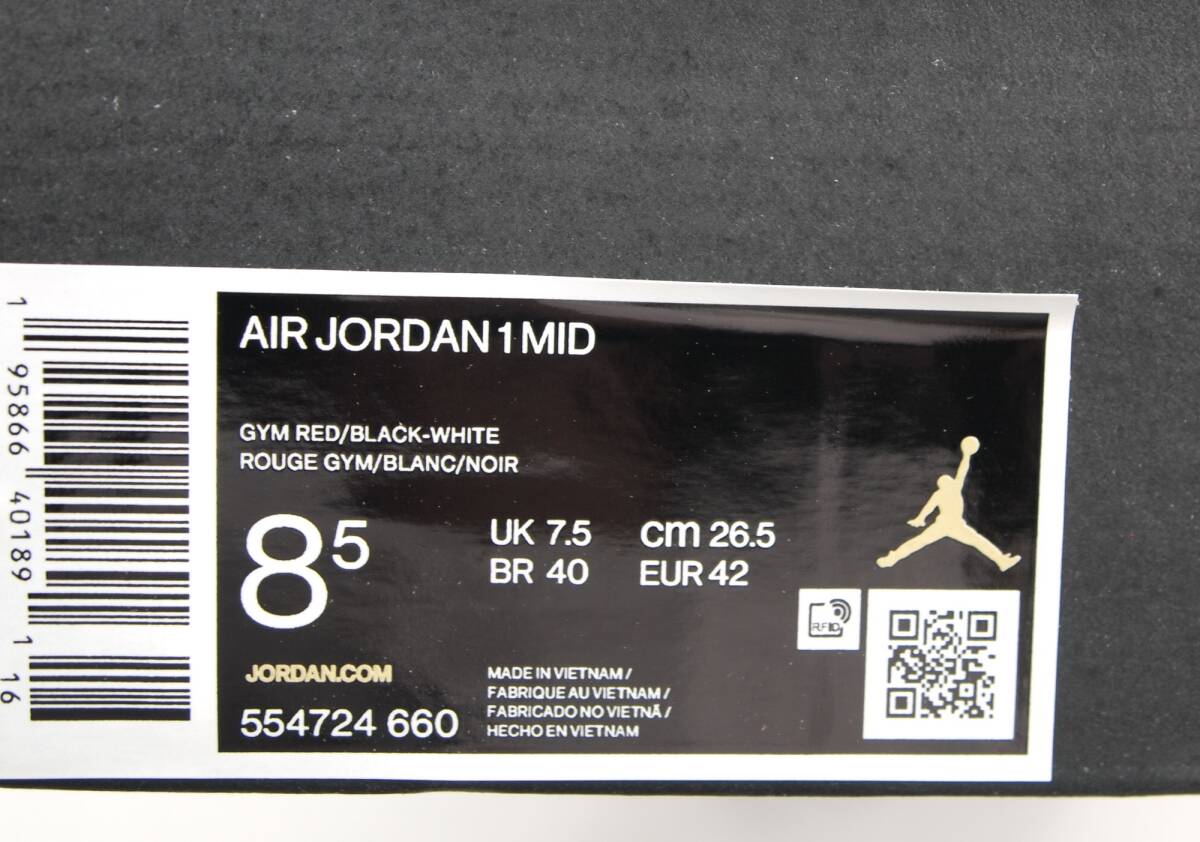 1 95866 40189 1 16
AIR JORDAN 1 MID
GYM RED/BLACK-WHITE
ROUGE GYM/BLANC/NOIR
8 5
UK 7.5 cm 26.5
BR 40 EUR 42
RFID
JORDAN.COM
554724 660
MADE IN VIETNAM /
FABRIQUE AU VIETNAM /
FABRICADO NO VIETNÃ /
HECHO EN VIETNAM